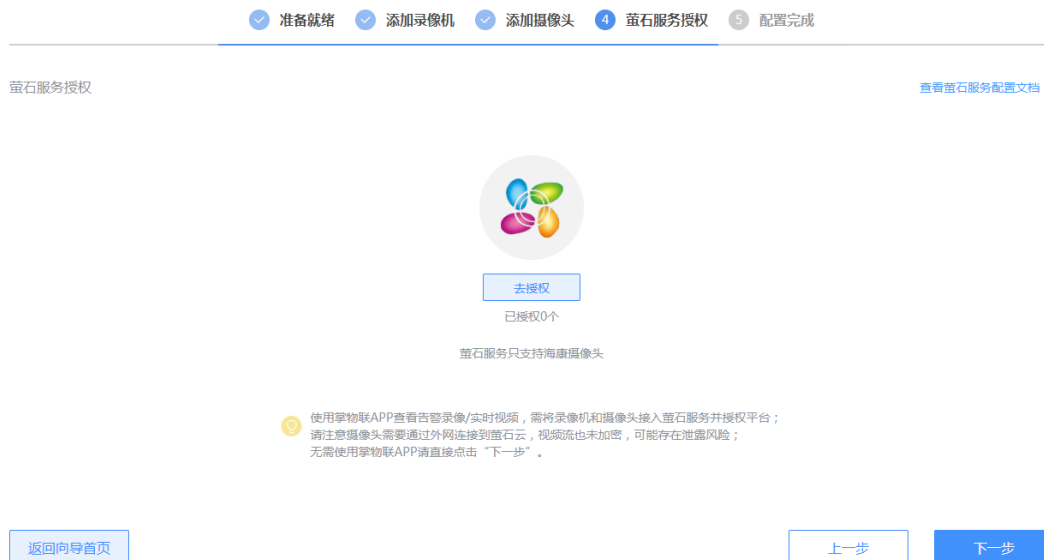 准备就绪 添加录像机 添加摄像头 4 萤石服务授权 5 配置完成
萤石服务授权 查看萤石服务配置文档
去授权
已授权0个
萤石服务只支持海康摄像头
使用掌物联APP查看告警录像/实时视频，需将录像机和摄像头接入萤石服务并授权平台；
请注意摄像头需要通过外网连接到萤石云，视频流也未加密，可能存在泄露风险；
无需使用掌物联APP请直接点击“下一步”。
返回向导首页 上一步 下一步